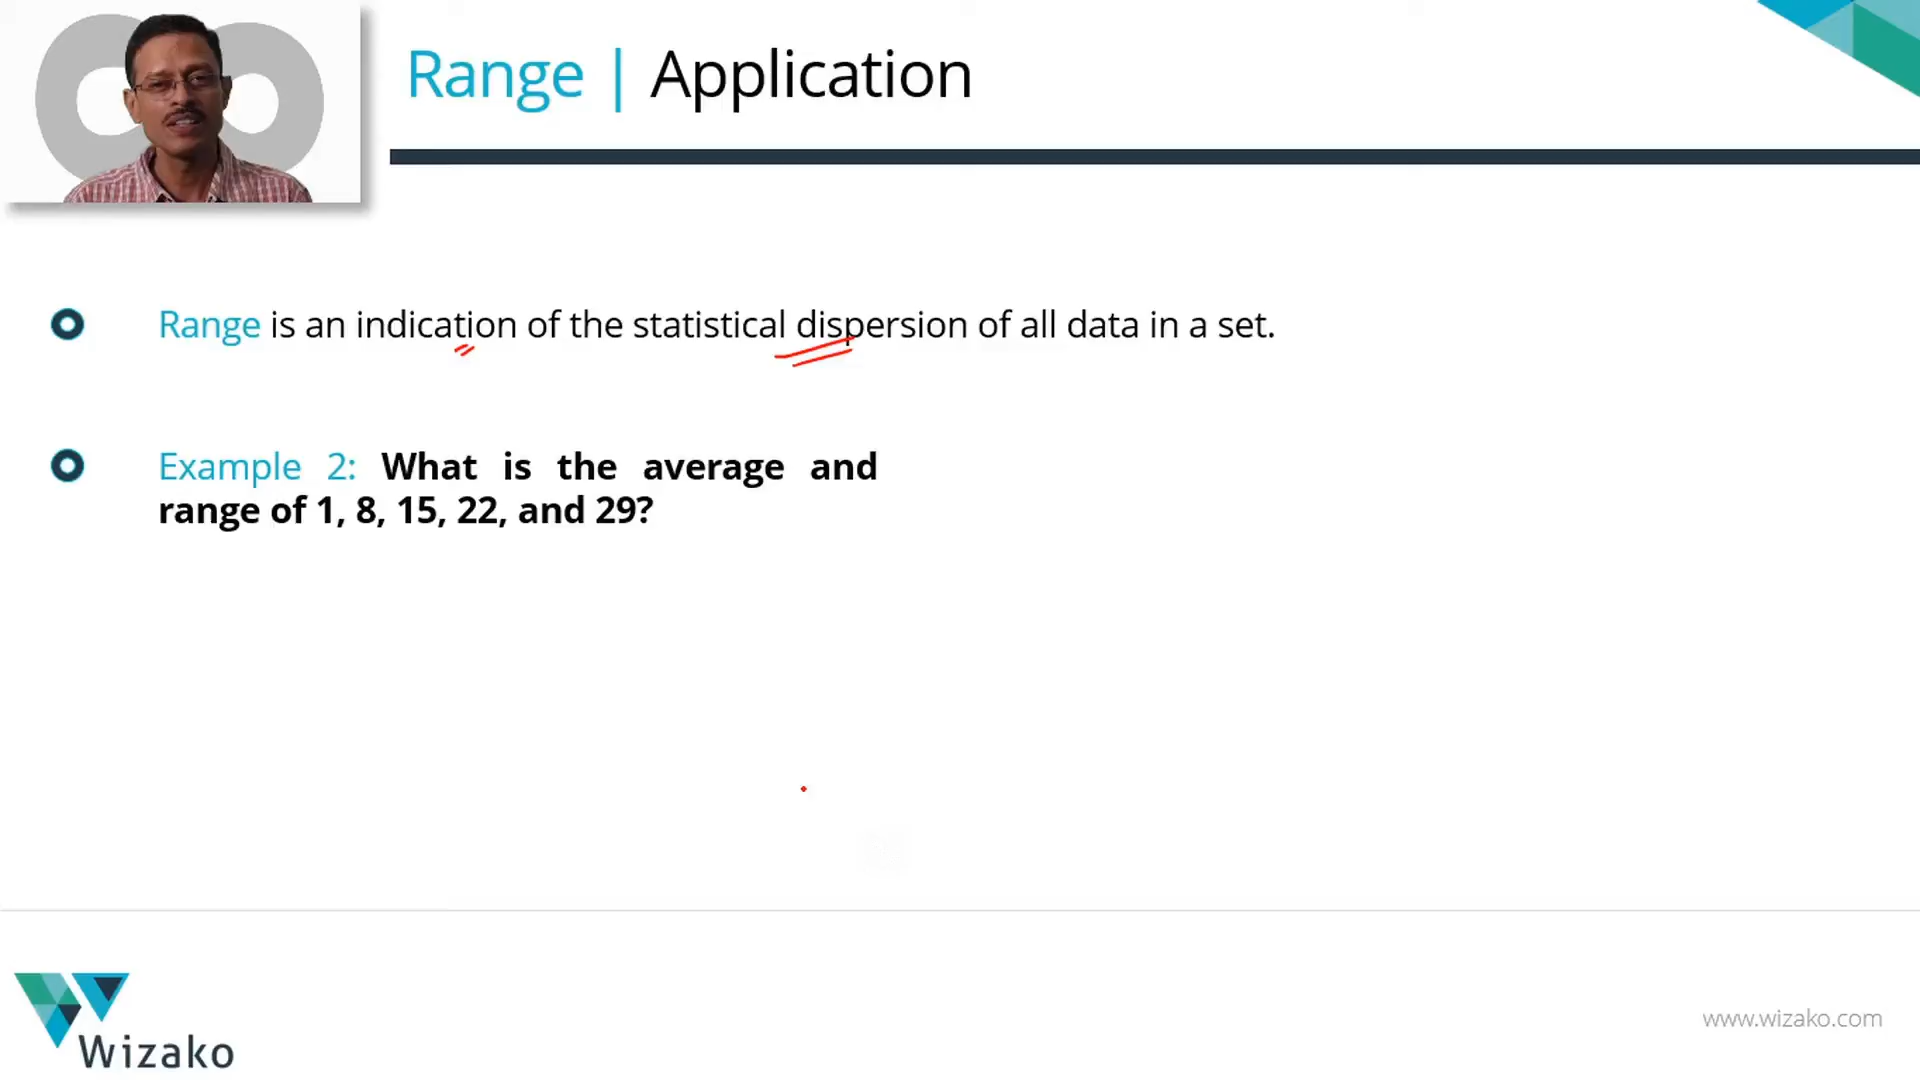 Range | Application
Range is an indication of the statistical dispersion of all data in a set.
Example 2: What is the average and
range of 1, 8, 15, 22, and 29?
Wizako
www.wizako.com